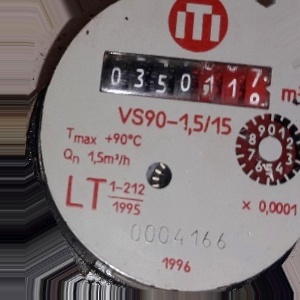 m
0350117
m³
VS90-1,5/15
Tmax +90°C
Qn 1,5m³/h
LT 1-212
1995
x 0,0001
0004166
1996